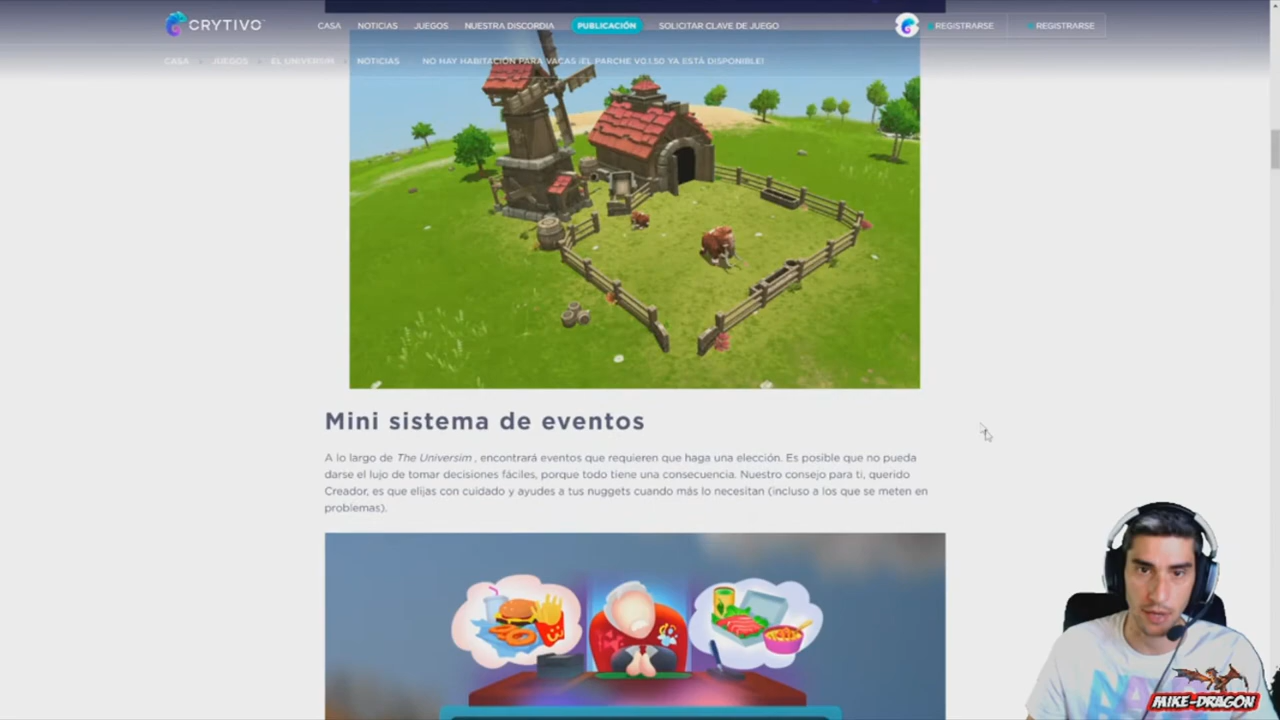 CRYTIVO
CASA NOTICIAS JUEGOS NUESTRA DISCORDIA PUBLICACIÓN SOLICITAR CLAVE DE JUEGO REGISTRARSE REGISTRARSE
CASA JUEGOS EL UNIVERSIM NOTICIAS NO HAY HABITACIÓN PARA VACAS ¡EL PARCHE V0.1.50 YA ESTÁ DISPONIBLE!
Mini sistema de eventos
A lo largo de The Universim , encontrará eventos que requieren que haga una elección. Es posible que no pueda
darse el lujo de tomar decisiones fáciles, porque todo tiene una consecuencia. Nuestro consejo para ti, querido
Creador, es que elijas con cuidado y ayudes a tus nuggets cuando más lo necesitan (incluso a los que se meten en
problemas).
MIKE-DRAGON